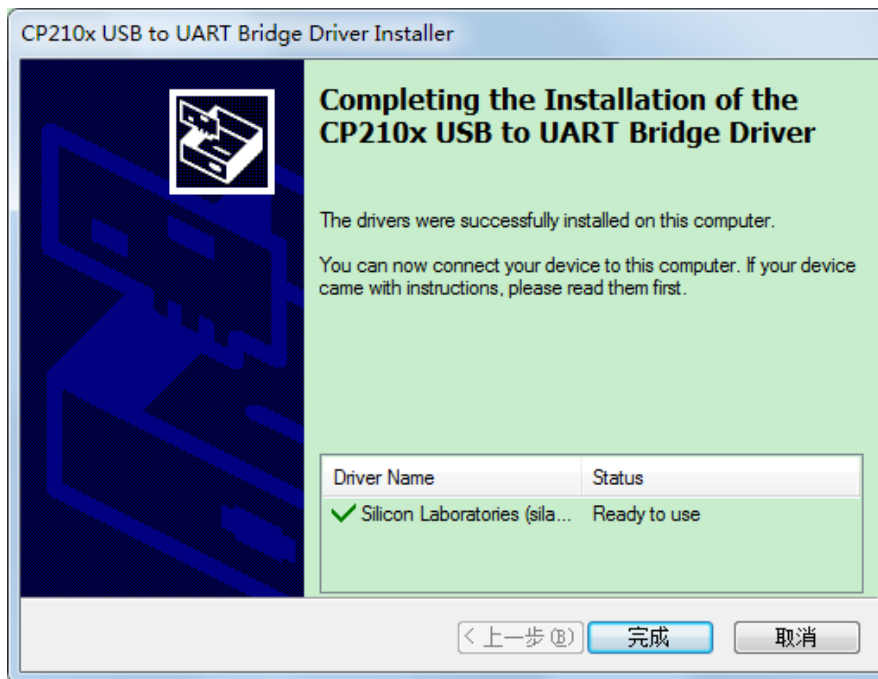 CP210x USB to UART Bridge Driver Installer
Completing the Installation of the
CP210x USB to UART Bridge Driver
The drivers were successfully installed on this computer.
You can now connect your device to this computer. If your device
came with instructions, please read them first.
Driver Name Status
Silicon Laboratories (sila... Ready to use
< 上一步(B) 完成 取消